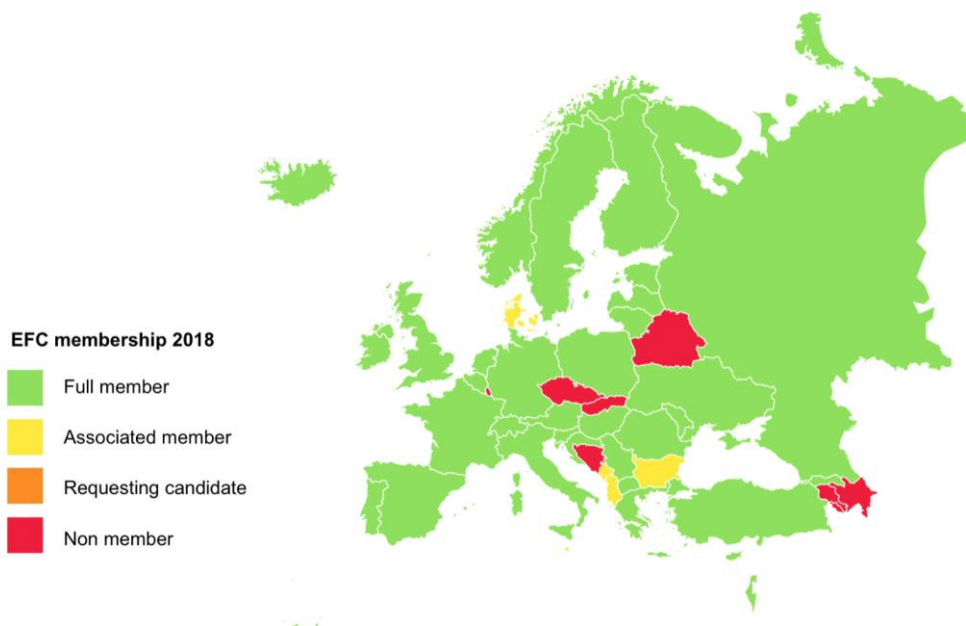 EFC membership 2018
Full member
Associated member
Requesting candidate
Non member